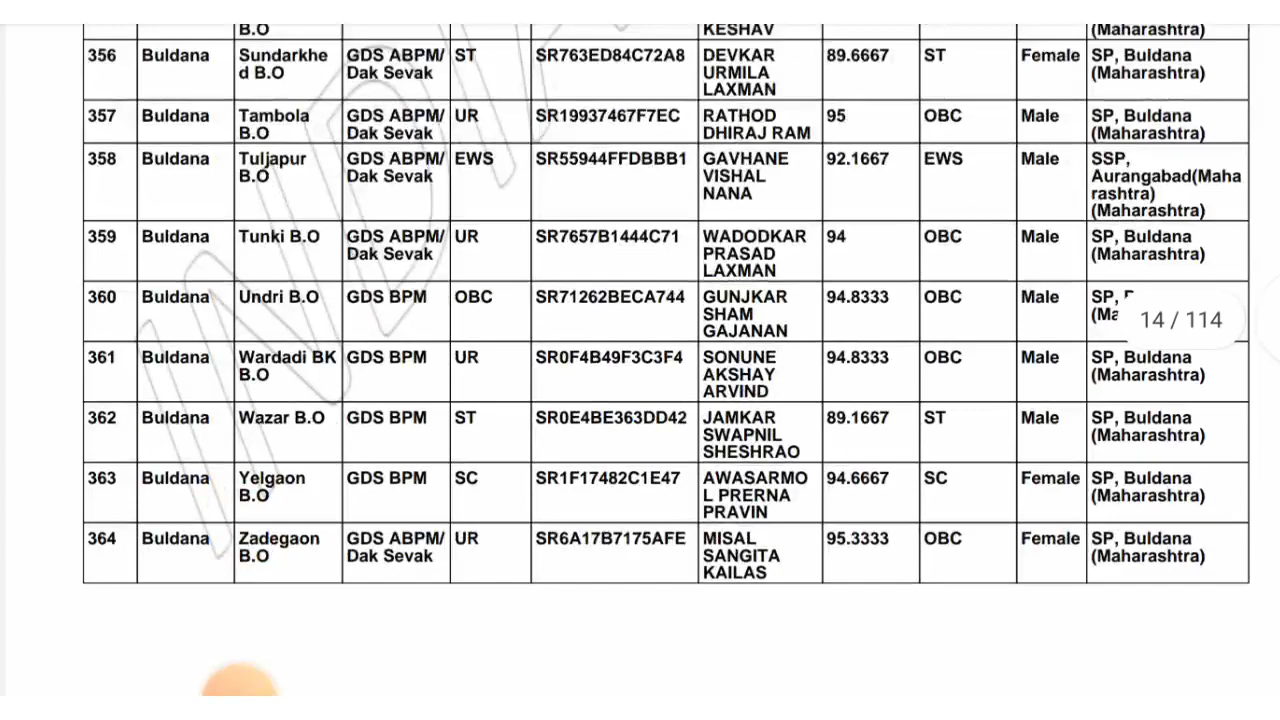 B.O KESHAV (Maharashtra)
356 Buldana Sundarkhe GDS ABPM/ ST SR763ED84C72A8 DEVKAR 89.6667 ST Female SP, Buldana
d B.O Dak Sevak URMILA (Maharashtra)
LAXMAN
357 Buldana Tambola GDS ABPM/ UR SR19937467F7EC RATHOD 95 OBC Male SP, Buldana
B.O Dak Sevak DHIRAJ RAM (Maharashtra)
358 Buldana Tuljapur GDS ABPM/ EWS SR55944FFDBBB1 GAVHANE 92.1667 EWS Male SSP,
B.O Dak Sevak VISHAL Aurangabad(Maha
NANA rashtra)
(Maharashtra)
359 Buldana Tunki B.O GDS ABPM/ UR SR7657B1444C71 WADODKAR 94 OBC Male SP, Buldana
Dak Sevak PRASAD (Maharashtra)
LAXMAN
360 Buldana Undri B.O GDS BPM OBC SR71262BECA744 GUNJKAR 94.8333 OBC Male SP,
SHAM (Ma 14 / 114
GAJANAN
361 Buldana Wardadi BK GDS BPM UR SR0F4B49F3C3F4 SONUNE 94.8333 OBC Male SP, Buldana
B.O AKSHAY (Maharashtra)
ARVIND
362 Buldana Wazar B.O GDS BPM ST SR0E4BE363DD42 JAMKAR 89.1667 ST Male SP, Buldana
SWAPNIL (Maharashtra)
SHESHRAO
363 Buldana Yelgaon GDS BPM SC SR1F17482C1E47 AWASARMO 94.6667 SC Female SP, Buldana
B.O L PRERNA (Maharashtra)
PRAVIN
364 Buldana Zadegaon GDS ABPM/ UR SR6A17B7175AFE MISAL 95.3333 OBC Female SP, Buldana
B.O Dak Sevak SANGITA (Maharashtra)
KAILAS
INDIA